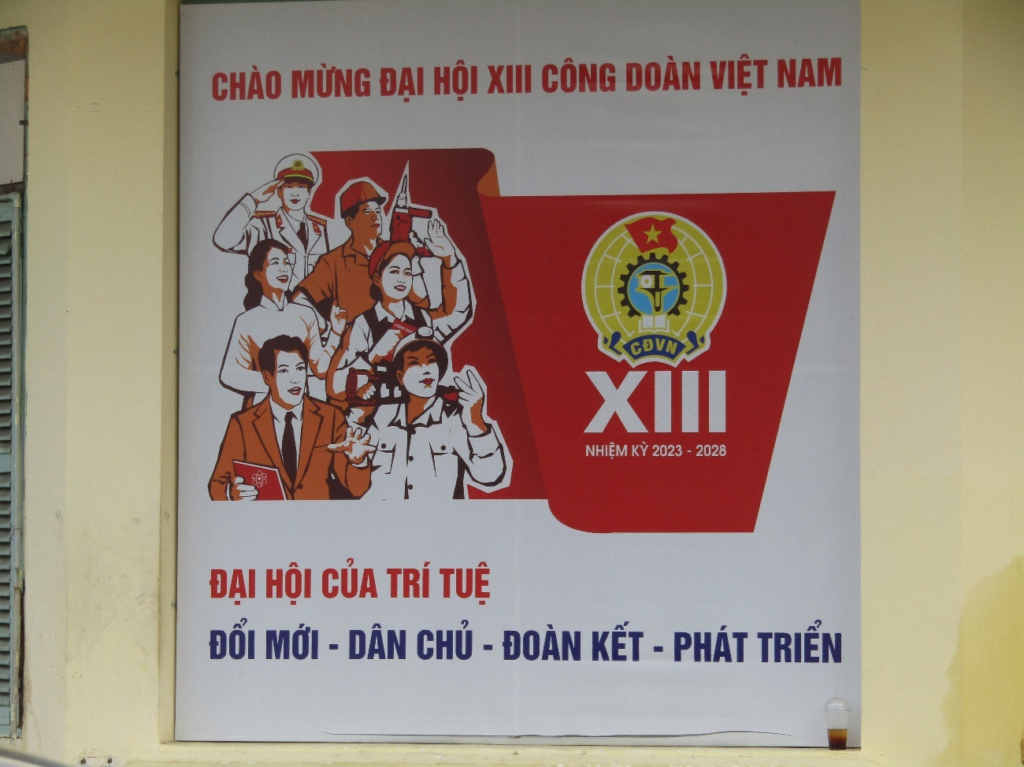 CHÀO MỪNG ĐẠI HỘI XIII CÔNG ĐOÀN VIỆT NAM
CĐVN
XIII
NHIỆM KỲ 2023 - 2028
ĐẠI HỘI CỦA TRÍ TUỆ
ĐỔI MỚI - DÂN CHỦ - ĐOÀN KẾT - PHÁT TRIỂN